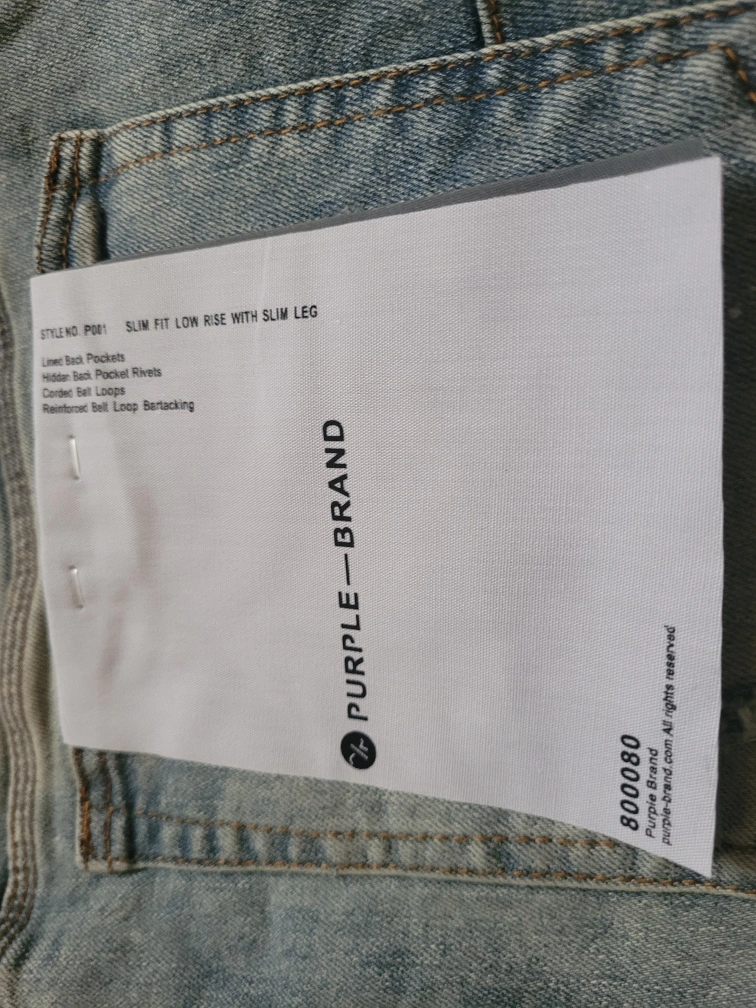 STYLE NO. P001 SLIM FIT LOW RISE WITH SLIM LEG
Lined Back Pockets
Hidden Back Pocket Rivets
Corded Belt Loops
Reinforced Belt Loop Bartacking
PURPLE—BRAND
800080
Purple Brand
purple-brand.com All rights reserved